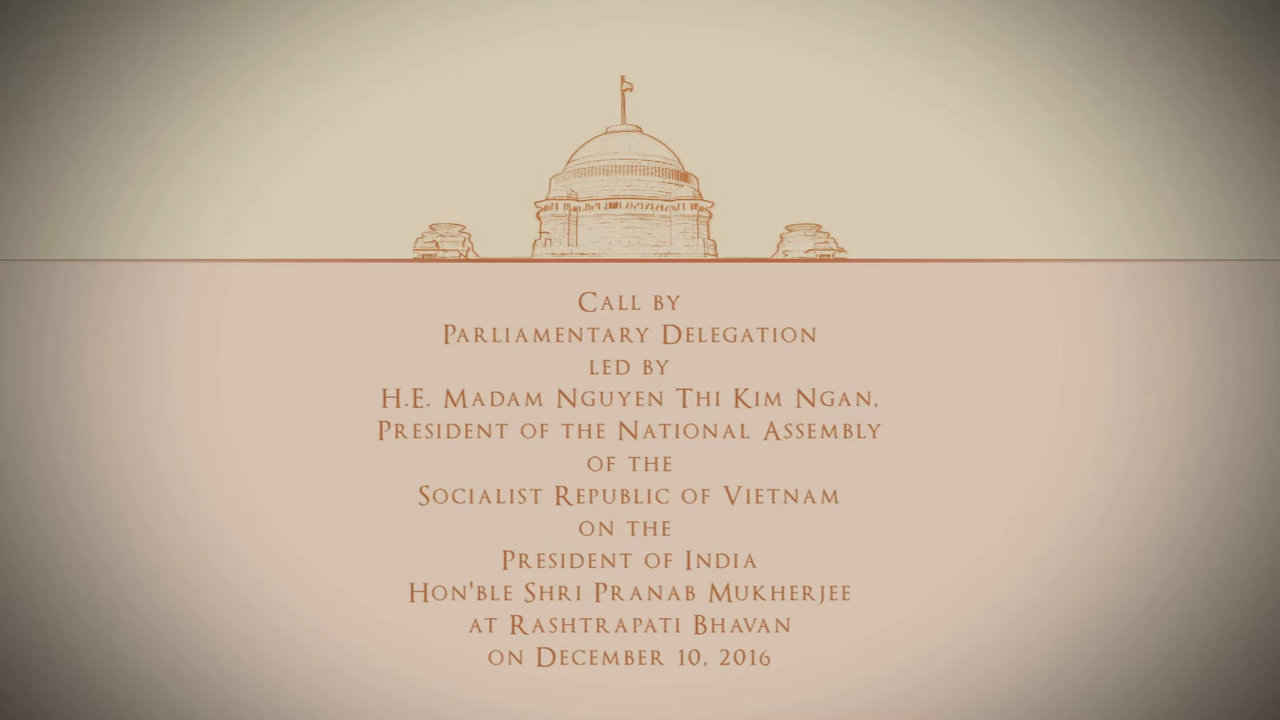 Call by
Parliamentary Delegation
led by
H.E. Madam Nguyen Thi Kim Ngan,
President of the National Assembly
of the
Socialist Republic of Vietnam
on the
President of India
Hon'ble Shri Pranab Mukherjee
at Rashtrapati Bhavan
on December 10, 2016